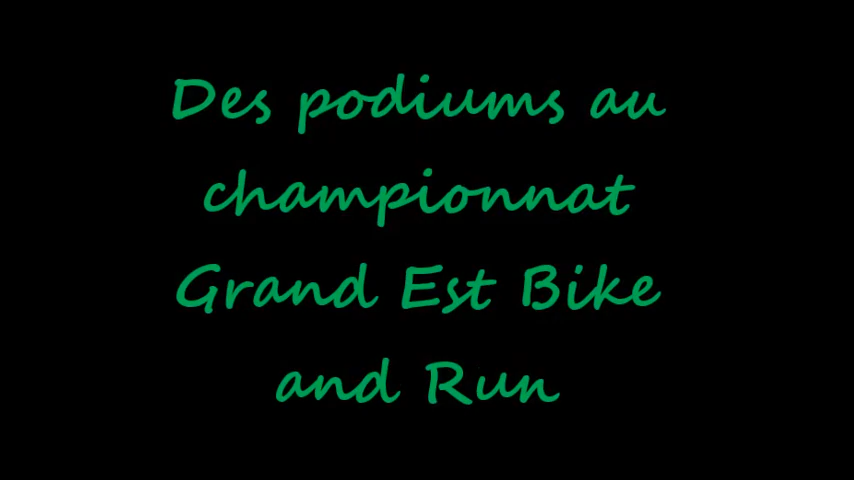 Des podiums au
championnat
Grand Est Bike
and Run